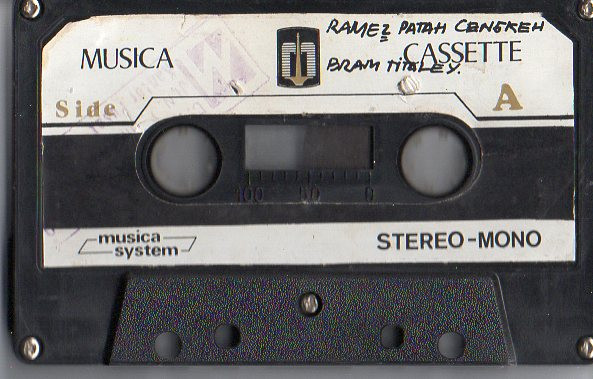 RAMEZ PATAH CENGKEH
MUSICA CASSETTE
BRAM TITALEY.
Side A
100 50 0
musica
system
STEREO-MONO